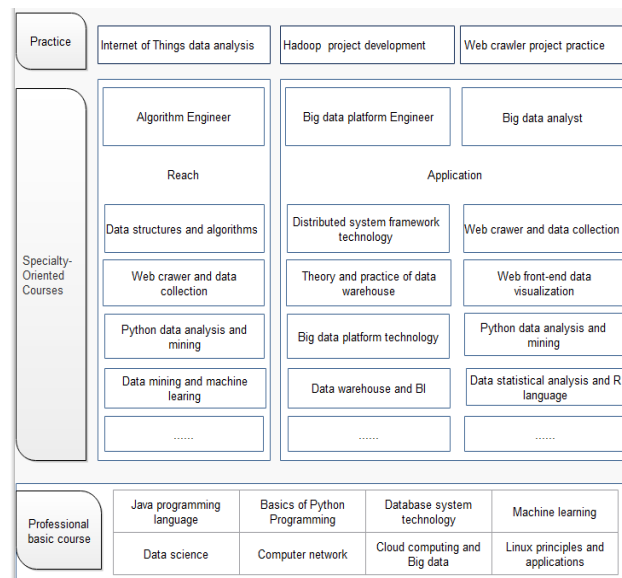 Practice
Internet of Things data analysis
Hadoop project development
Web crawler project practice
Algorithm Engineer
Big data platform Engineer
Big data analyst
Reach
Application
Specialty-
Oriented
Courses
Data structures and algorithms
Distributed system framework
technology
Web crawer and data collection
Web crawer and data
collection
Theory and practice of data
warehouse
Web front-end data
visualization
Python data analysis and
mining
Big data platform technology
Python data analysis and
mining
Data mining and machine
learing
Data warehouse and BI
Data statistical analysis and R
language
......
......
......
Professional
basic course
Java programming
language
Basics of Python
Programming
Database system
technology
Machine learning
Data science
Computer network
Cloud computing and
Big data
Linux principles and
applications